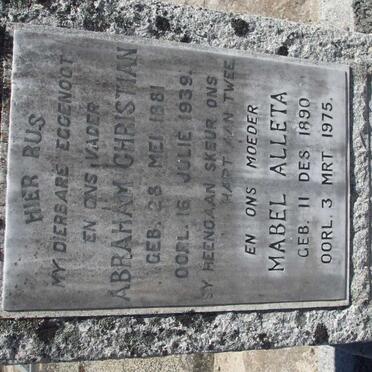 HIER RUS
MY DIERBARE EGGENOOT
EN ONS VADER
ABRAHAM CHRISTIAN
GEB. 28 MEI 1881
OORL. 16 JULIE 1939.
SY HEENGAAN SKEUR ONS
HART AAN TWEE
EN ONS MOEDER
MABEL ALLETA
GEB. 11 DES 1890
OORL. 3 MRT 1975.